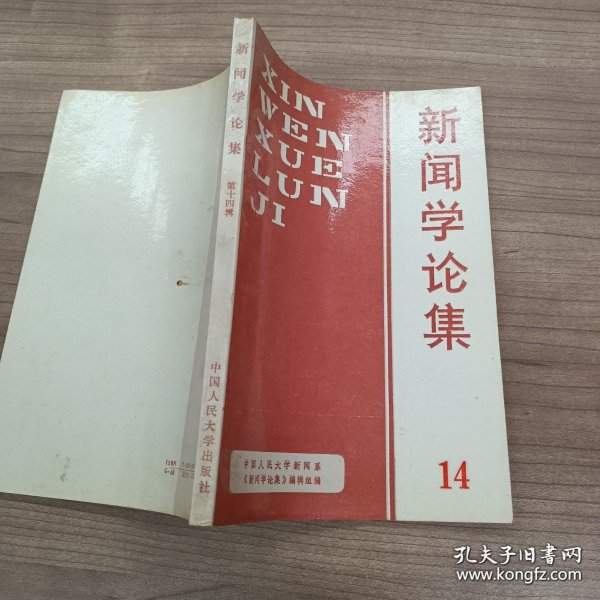 新闻学论集
第十四辑
中国人民大学出版社
XIN
WEN
XUE
LUN
JI
新闻学论集
14
中国人民大学新闻系
《新闻学论集》编辑组编
ISBN
孔夫子旧书网
www.kongfz.com